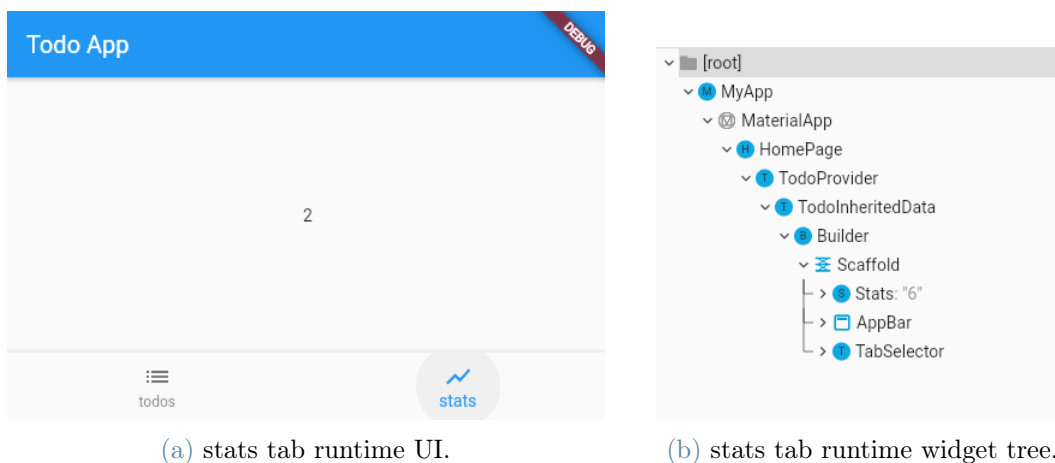 Todo App
DEBUG
2
todos
stats
(a) stats tab runtime UI.
[root]
M MyApp
MaterialApp
H HomePage
T TodoProvider
T TodoInheritedData
B Builder
Scaffold
S Stats: "6"
AppBar
T TabSelector
(b) stats tab runtime widget tree.